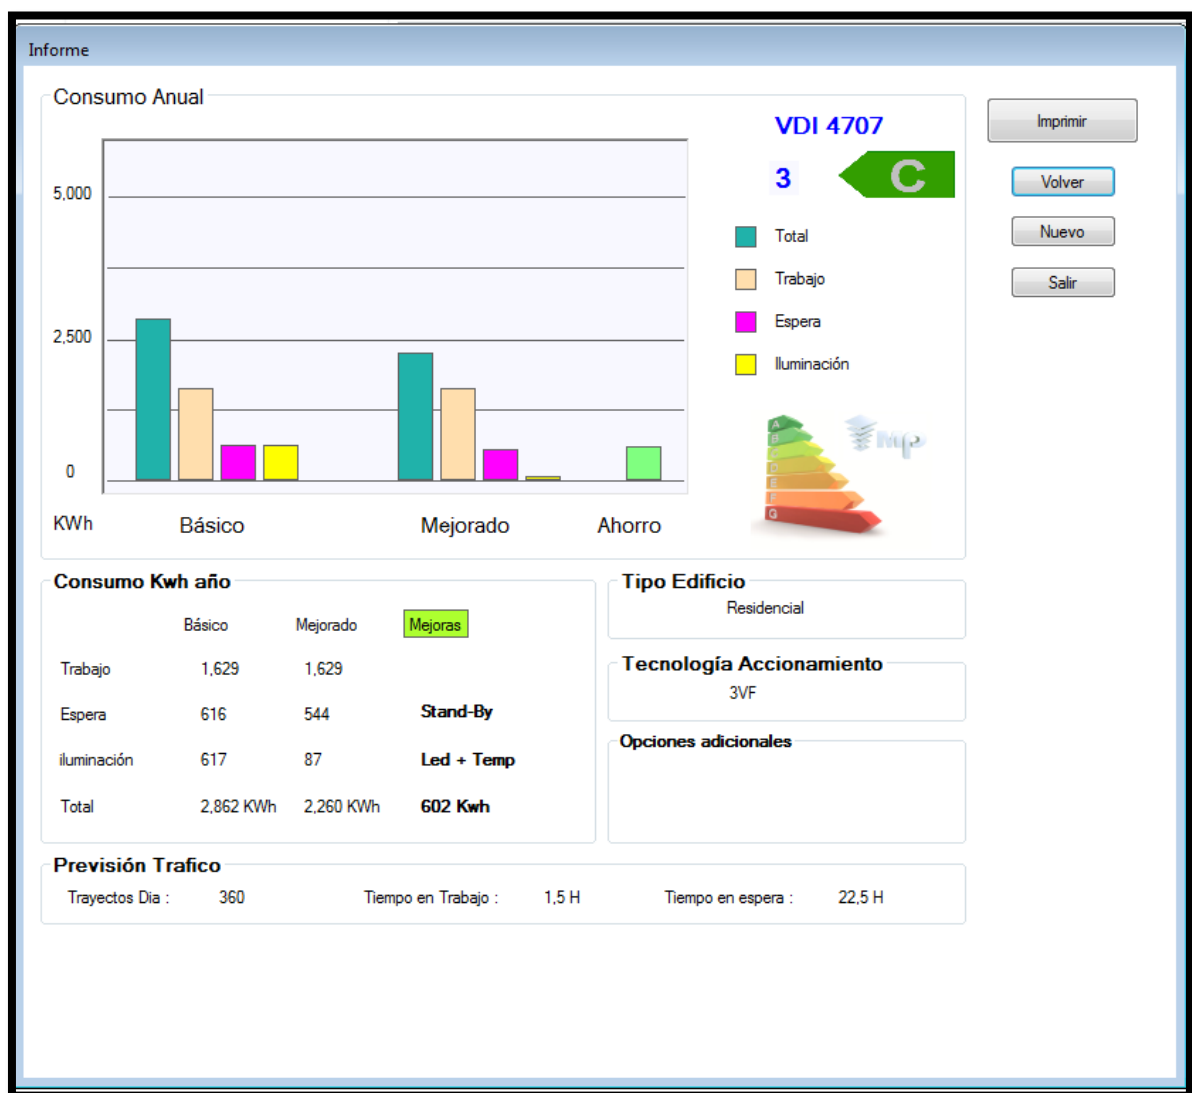 Informe
Consumo Anual
VDI 4707
3 C
5,000
2,500
0
KWh
Básico Mejorado Ahorro
Total
Trabajo
Espera
Iluminación
A
B
C
D
E
F
G
MP
Imprimir
Volver
Nuevo
Salir
Consumo Kwh año
Básico Mejorado Mejoras
Trabajo 1,629 1,629
Espera 616 544 Stand-By
iluminación 617 87 Led + Temp
Total 2,862 KWh 2,260 KWh 602 Kwh
Tipo Edificio
Residencial
Tecnología Accionamiento
3VF
Opciones adicionales
Previsión Trafico
Trayectos Dia : 360 Tiempo en Trabajo : 1,5 H Tiempo en espera : 22,5 H